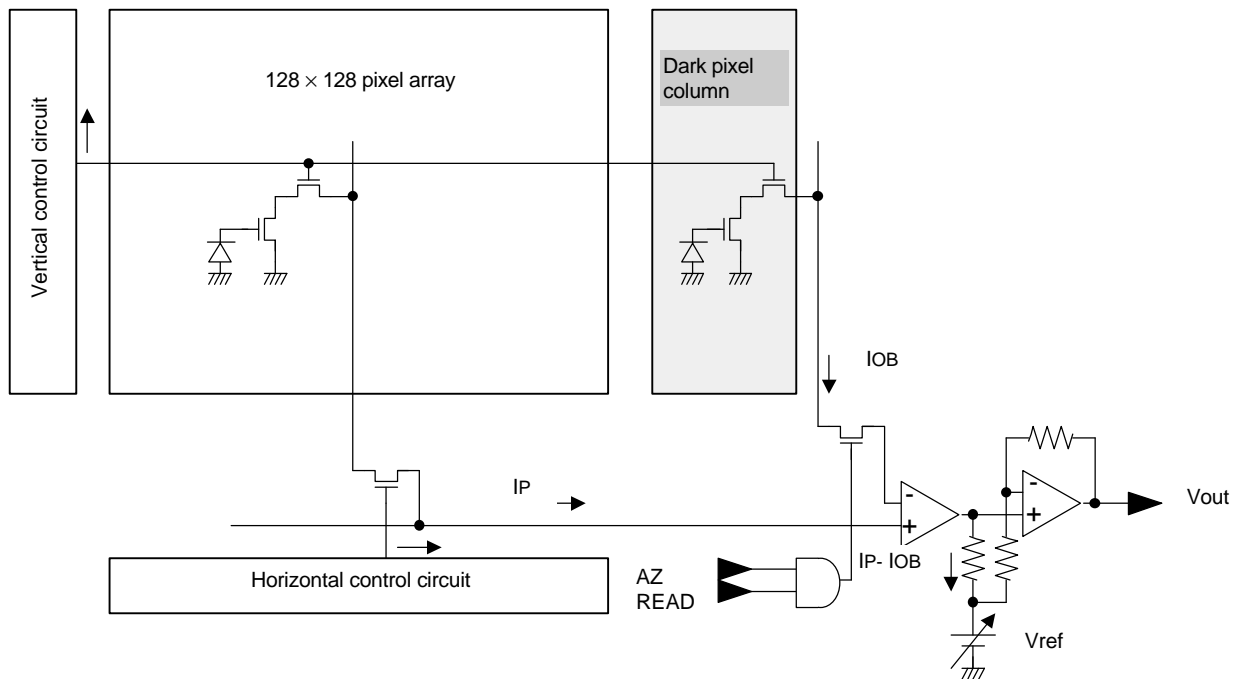 128 × 128 pixel array
Dark pixel
column
Vertical control circuit
IOB
IP
-
+
-
+
Vout
IP- IOB
Horizontal control circuit
AZ
READ
Vref